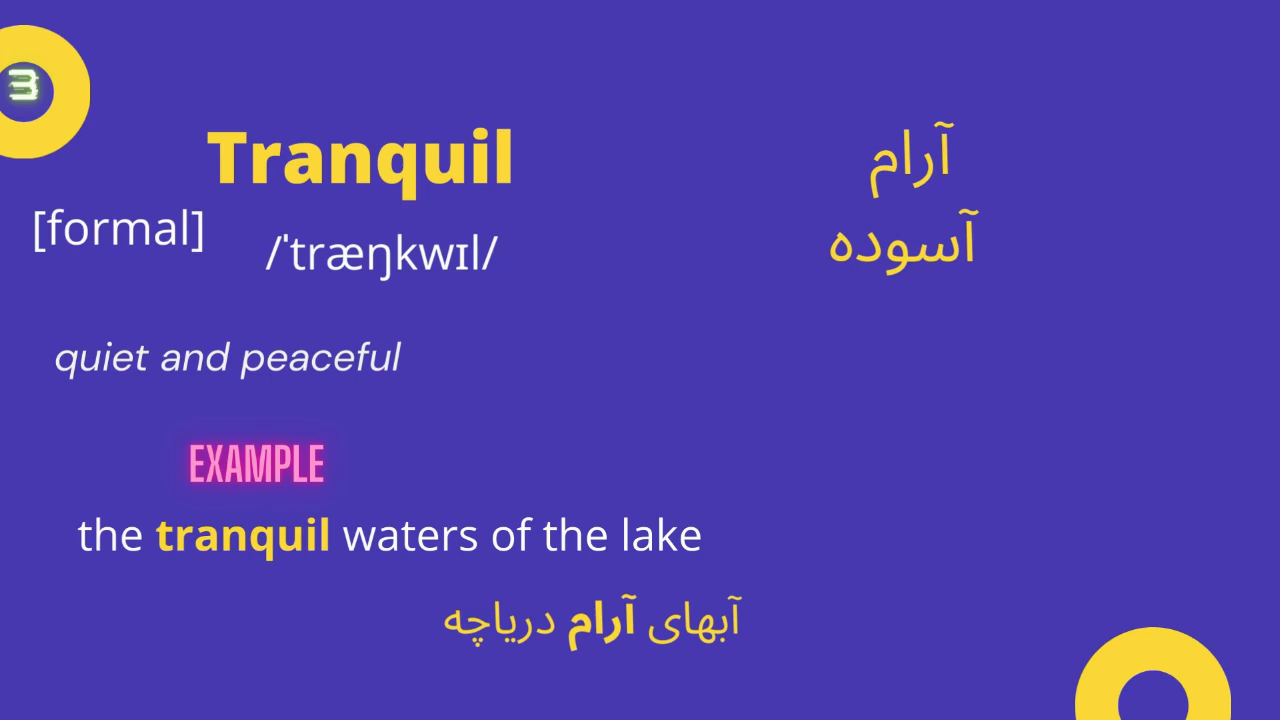 3
Tranquil
آرام
[formal]
/ˈtræŋkwɪl/
آسوده
quiet and peaceful
EXAMPLE
the tranquil waters of the lake
آبهای آرام دریاچه